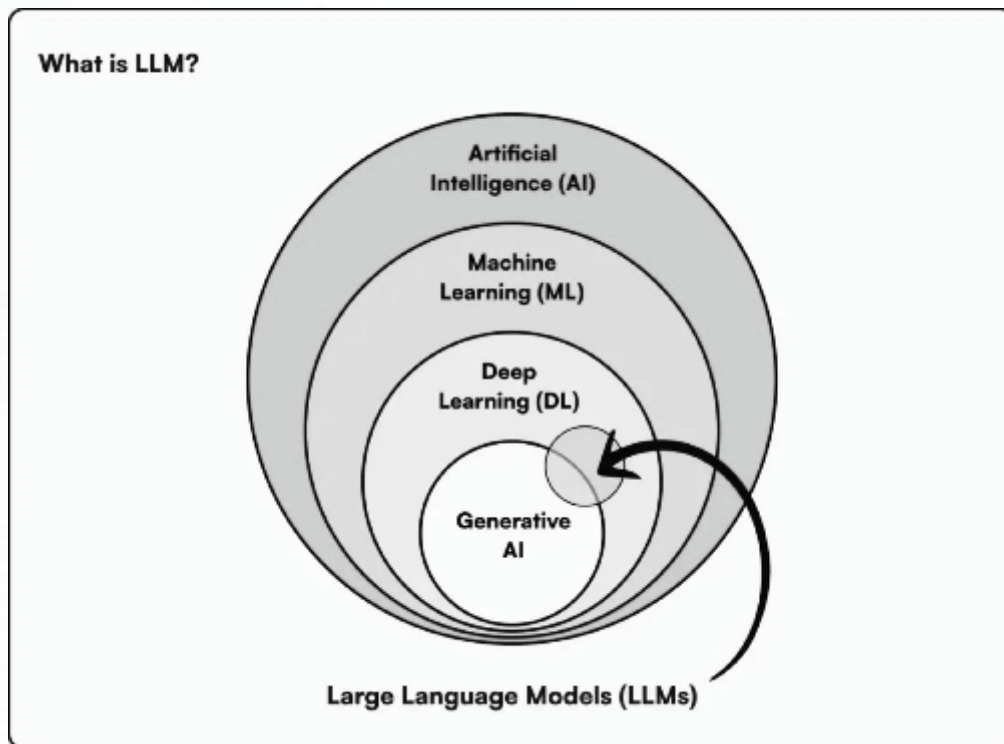 What is LLM?
Artificial
Intelligence (AI)
Machine
Learning (ML)
Deep
Learning (DL)
Generative
AI
Large Language Models (LLMs)